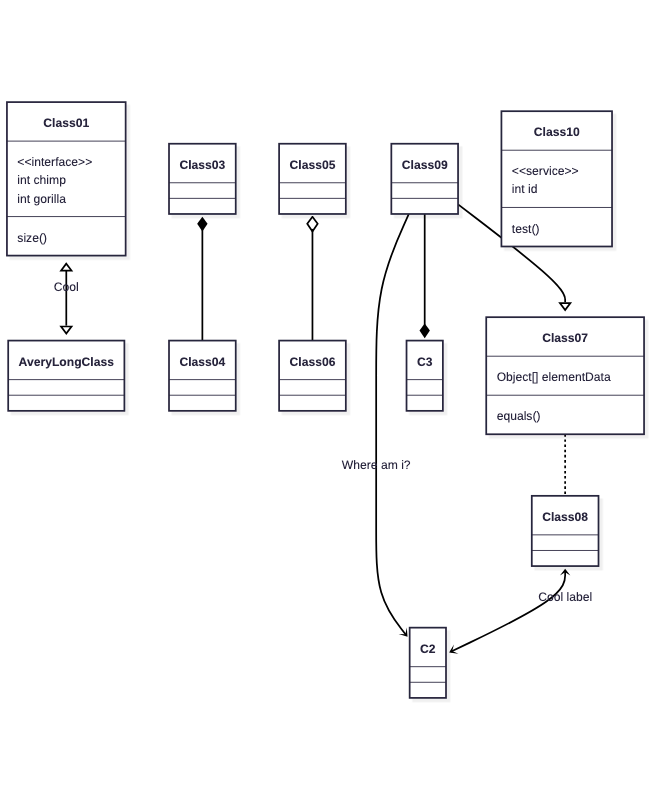 Class01
<<interface>>
int chimp
int gorilla
size()
Class03
Class05
Class09
Class10
<<service>>
int id
test()
Cool
AveryLongClass
Class04
Class06
C3
Class07
Object[] elementData
equals()
Where am i?
Class08
Cool label
C2